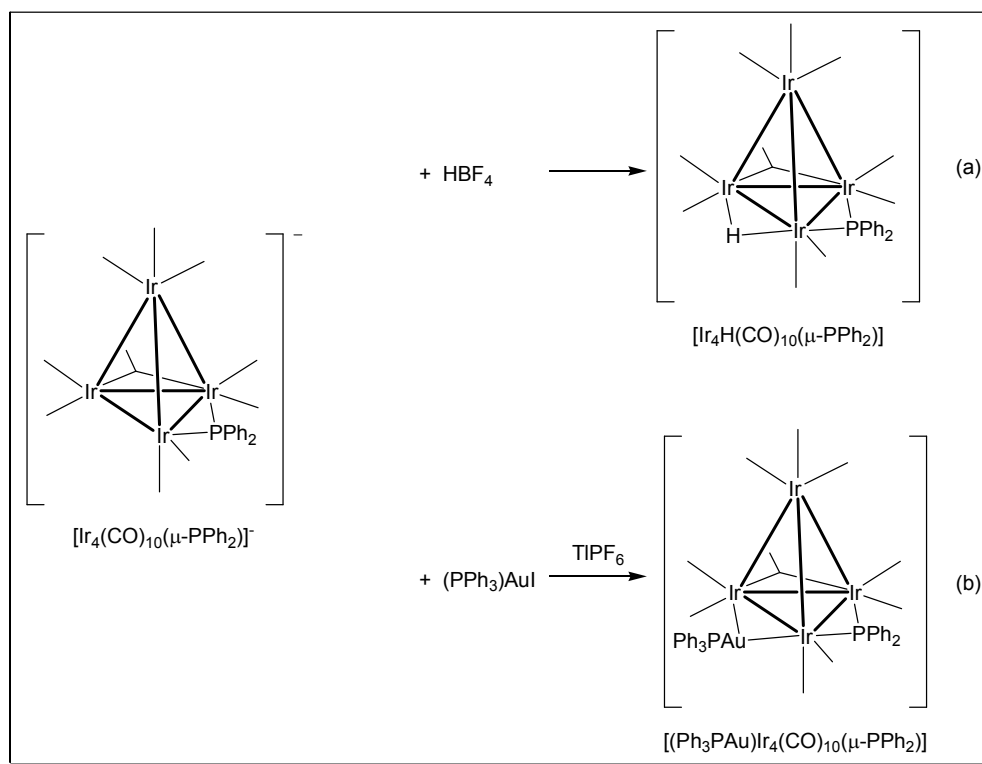 Ir
Ir
Ir
Ir
H
PPh₂
+ HBF₄
(a)
[Ir₄H(CO)₁₀(μ-PPh₂)]
–
Ir
Ir
Ir
Ir
PPh₂
[Ir₄(CO)₁₀(μ-PPh₂)]⁻
+ (PPh₃)AuI
TlPF₆
(b)
Ir
Ir
Ir
Ir
Ph₃PAu
PPh₂
[(Ph₃PAu)Ir₄(CO)₁₀(μ-PPh₂)]